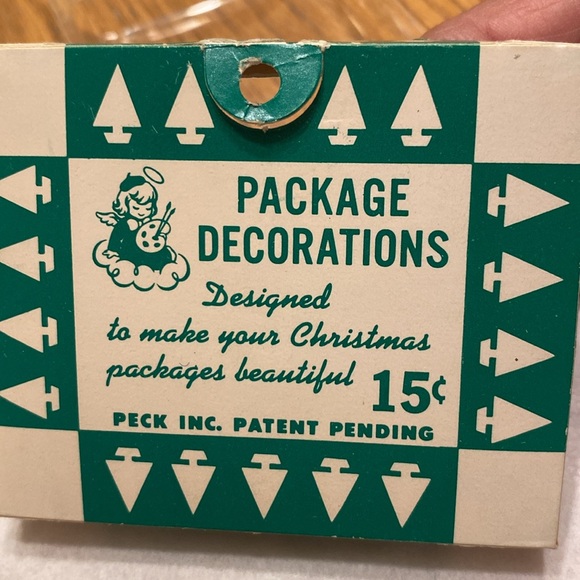 PACKAGE
DECORATIONS
Designed
to make your Christmas
packages beautiful 15¢
PECK INC. PATENT PENDING